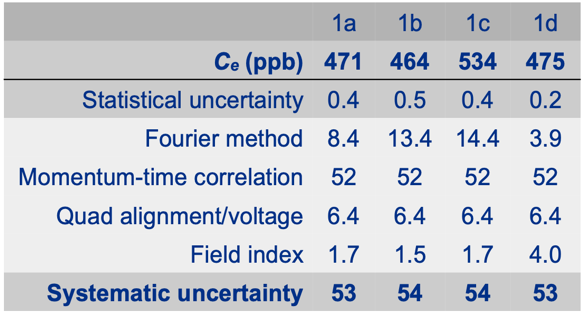 1a 1b 1c 1d
Ce (ppb) 471 464 534 475
Statistical uncertainty 0.4 0.5 0.4 0.2
Fourier method 8.4 13.4 14.4 3.9
Momentum-time correlation 52 52 52 52
Quad alignment/voltage 6.4 6.4 6.4 6.4
Field index 1.7 1.5 1.7 4.0
Systematic uncertainty 53 54 54 53